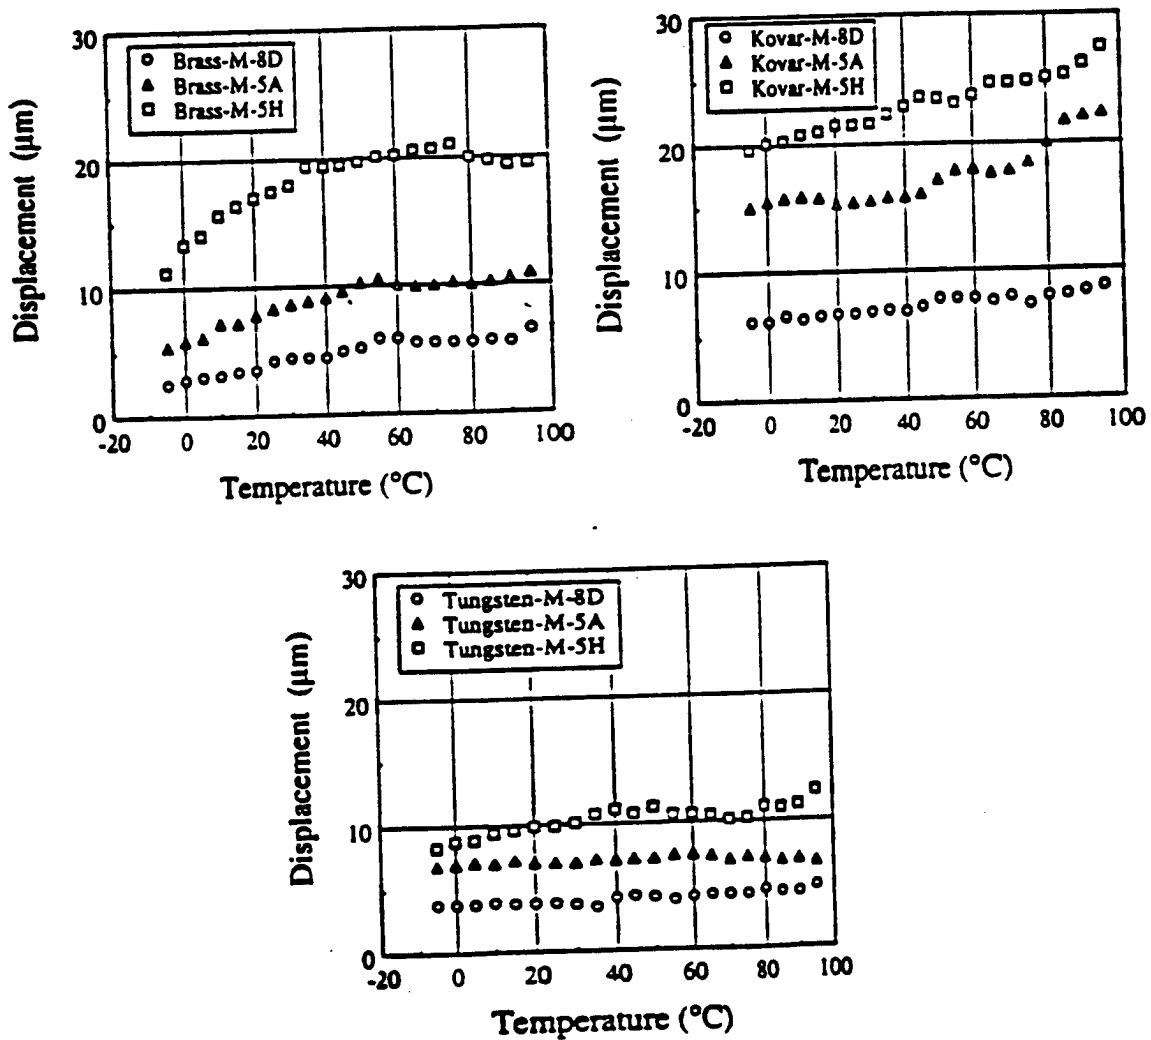 30
20
10
0
Displacement (μm)
Brass-M-8D
Brass-M-5A
Brass-M-5H
-20 0 20 40 60 80 100
Temperature (°C)
30
20
10
0
Displacement (μm)
Kovar-M-8D
Kovar-M-5A
Kovar-M-5H
-20 0 20 40 60 80 100
Temperature (°C)
30
20
10
0
Displacement (μm)
Tungsten-M-8D
Tungsten-M-5A
Tungsten-M-5H
-20 0 20 40 60 80 100
Temperature (°C)